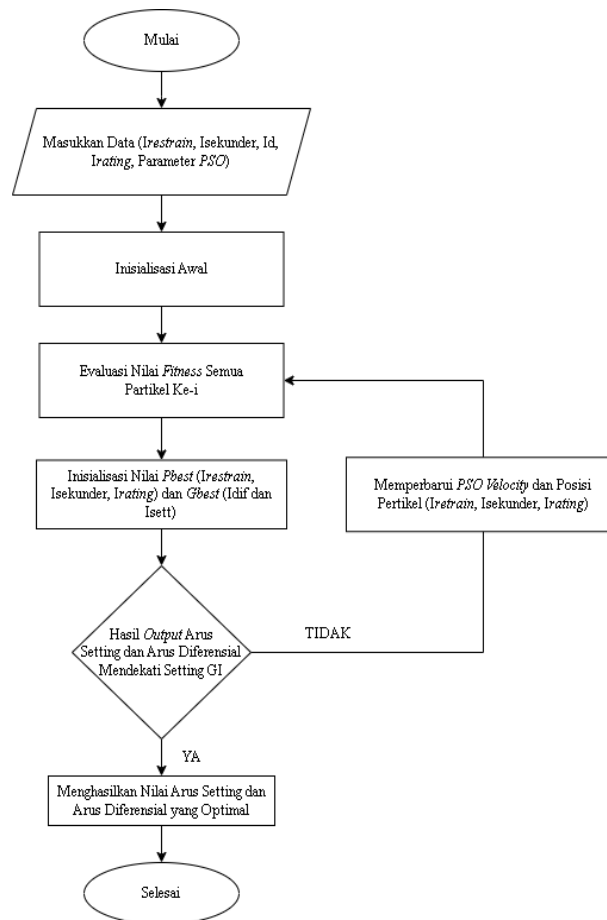 Mulai
Masukkan Data (Irestrain, Isekunder, Id,
Irating, Parameter PSO)
Inisialisasi Awal
Evaluasi Nilai Fitness Semua
Partikel Ke-i
Inisialisasi Nilai Pbest (Irestrain,
Isekunder, Irating) dan Gbest (Idif dan
Isett)
Memperbarui PSO Velocity dan Posisi
Pertikel (Iretrain, Isekunder, Irating)
Hasil Output Arus
Setting dan Arus Diferensial
Mendekati Setting GI
TIDAK
YA
Menghasilkan Nilai Arus Setting dan
Arus Diferensial yang Optimal
Selesai